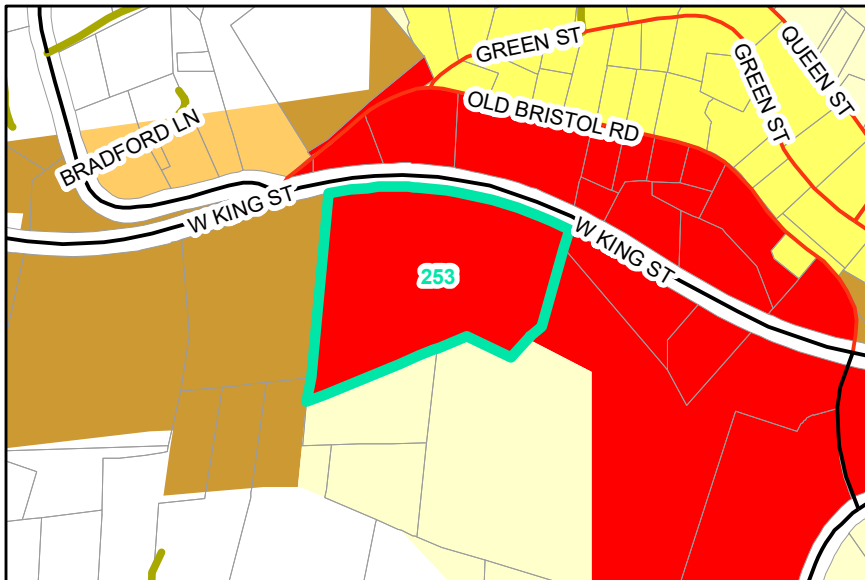 GREEN ST
QUEEN ST
GREEN ST
OLD BRISTOL RD
BRADFORD LN
W KING ST
W KING ST
253